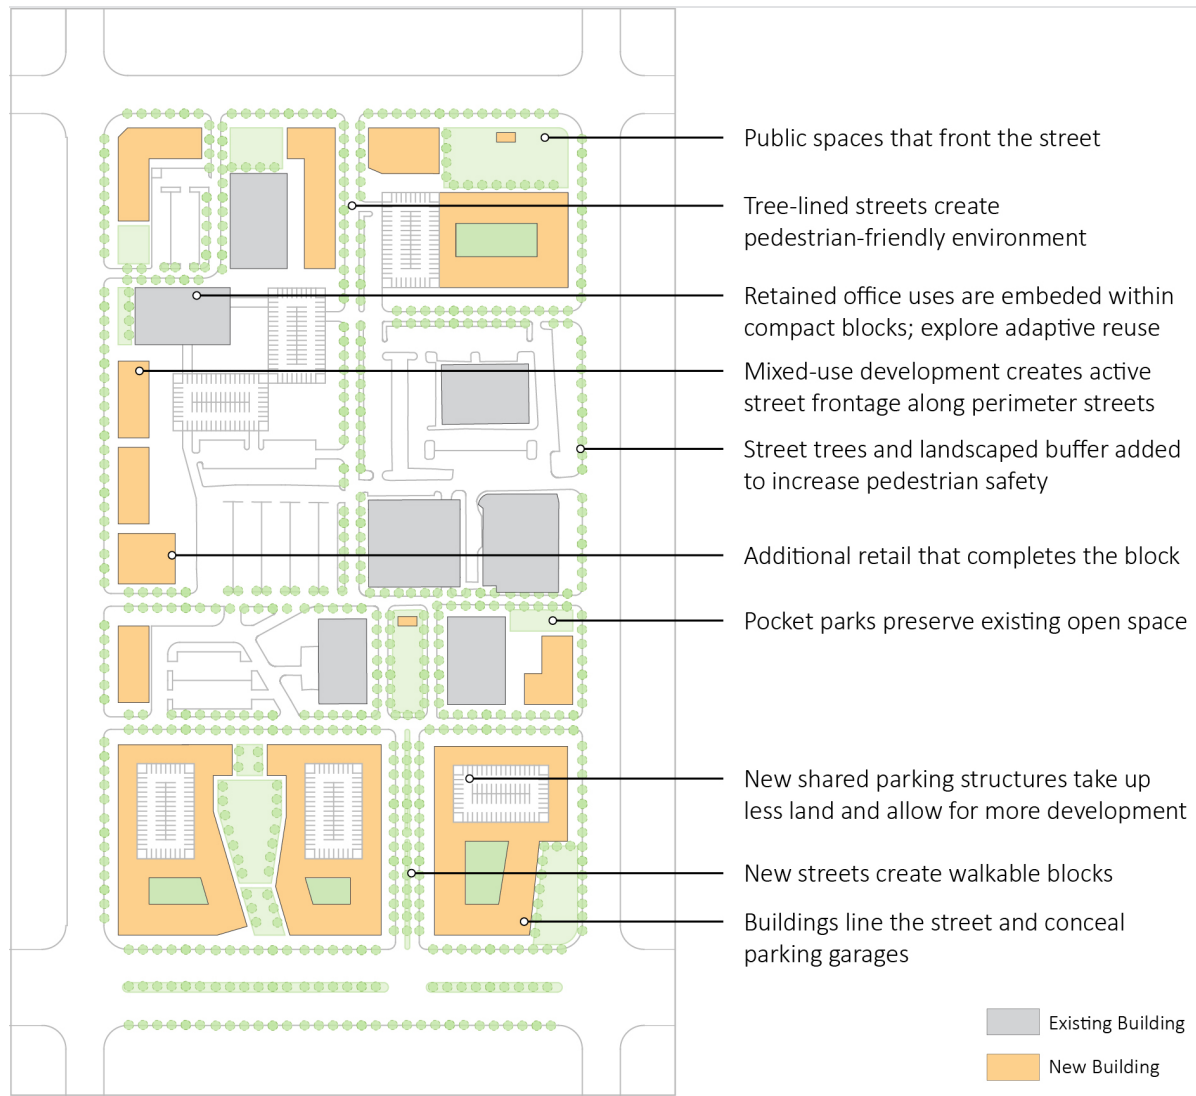 Public spaces that front the street
Tree-lined streets create
pedestrian-friendly environment
Retained office uses are embeded within
compact blocks; explore adaptive reuse
Mixed-use development creates active
street frontage along perimeter streets
Street trees and landscaped buffer added
to increase pedestrian safety
Additional retail that completes the block
Pocket parks preserve existing open space
New shared parking structures take up
less land and allow for more development
New streets create walkable blocks
Buildings line the street and conceal
parking garages
Existing Building
New Building